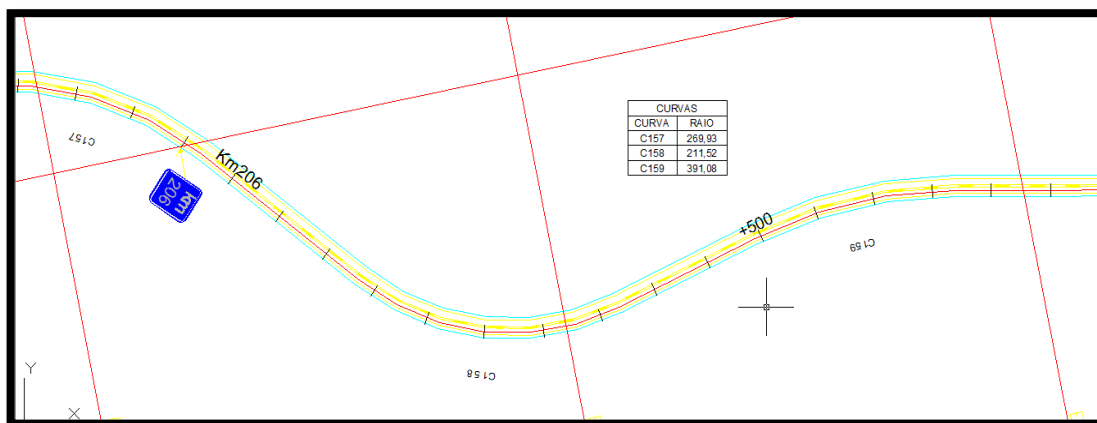 CURVAS
CURVA RAIO
C157 269,93
C158 211,52
C159 391,08
C157
Km206
Km
206
+500
C159
C158
Y
X